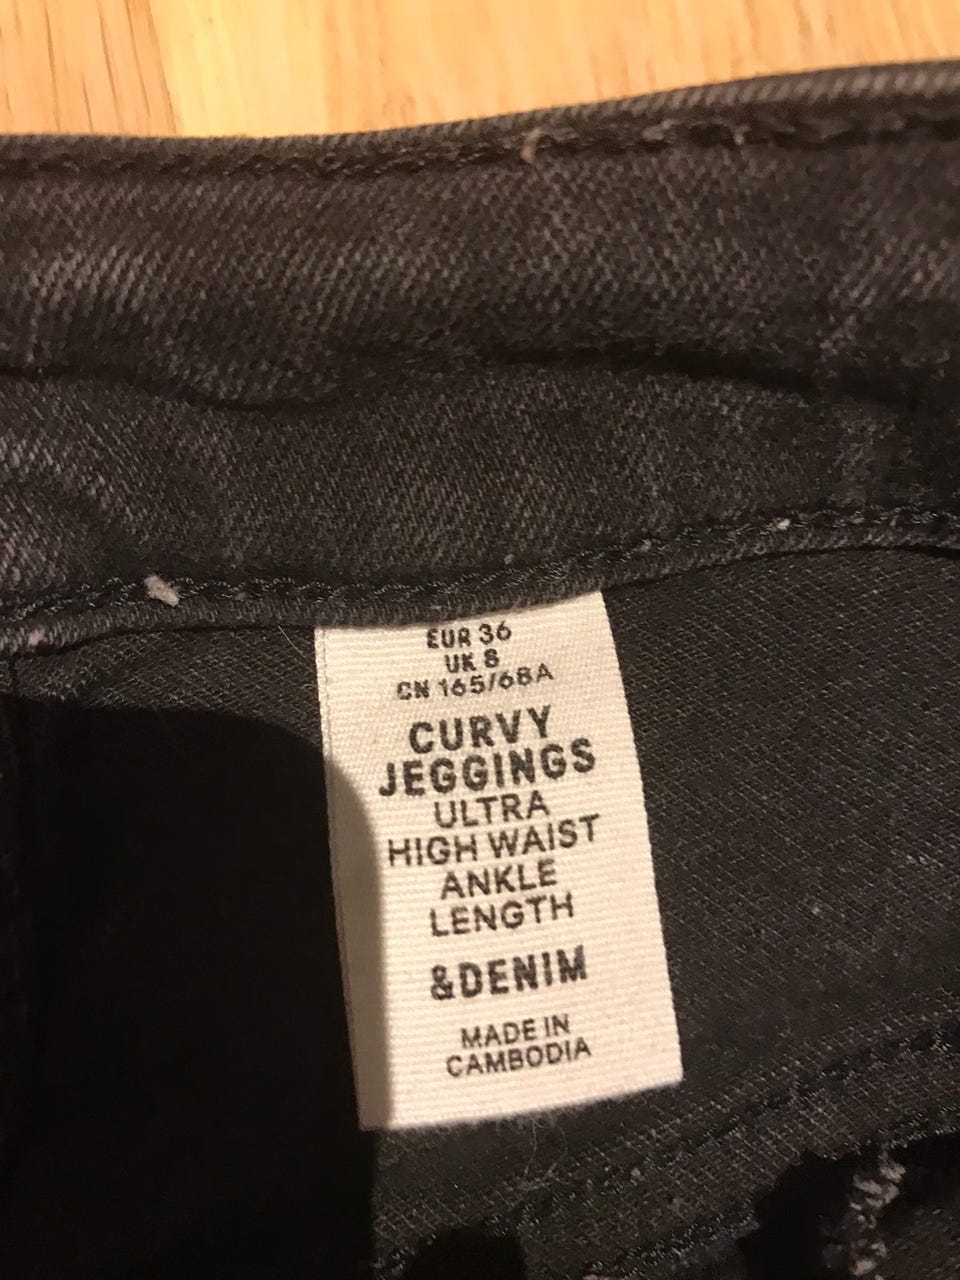 EUR 36
UK 8
CN 165/68A
CURVY
JEGGINGS
ULTRA
HIGH WAIST
ANKLE
LENGTH
&DENIM
MADE IN
CAMBODIA